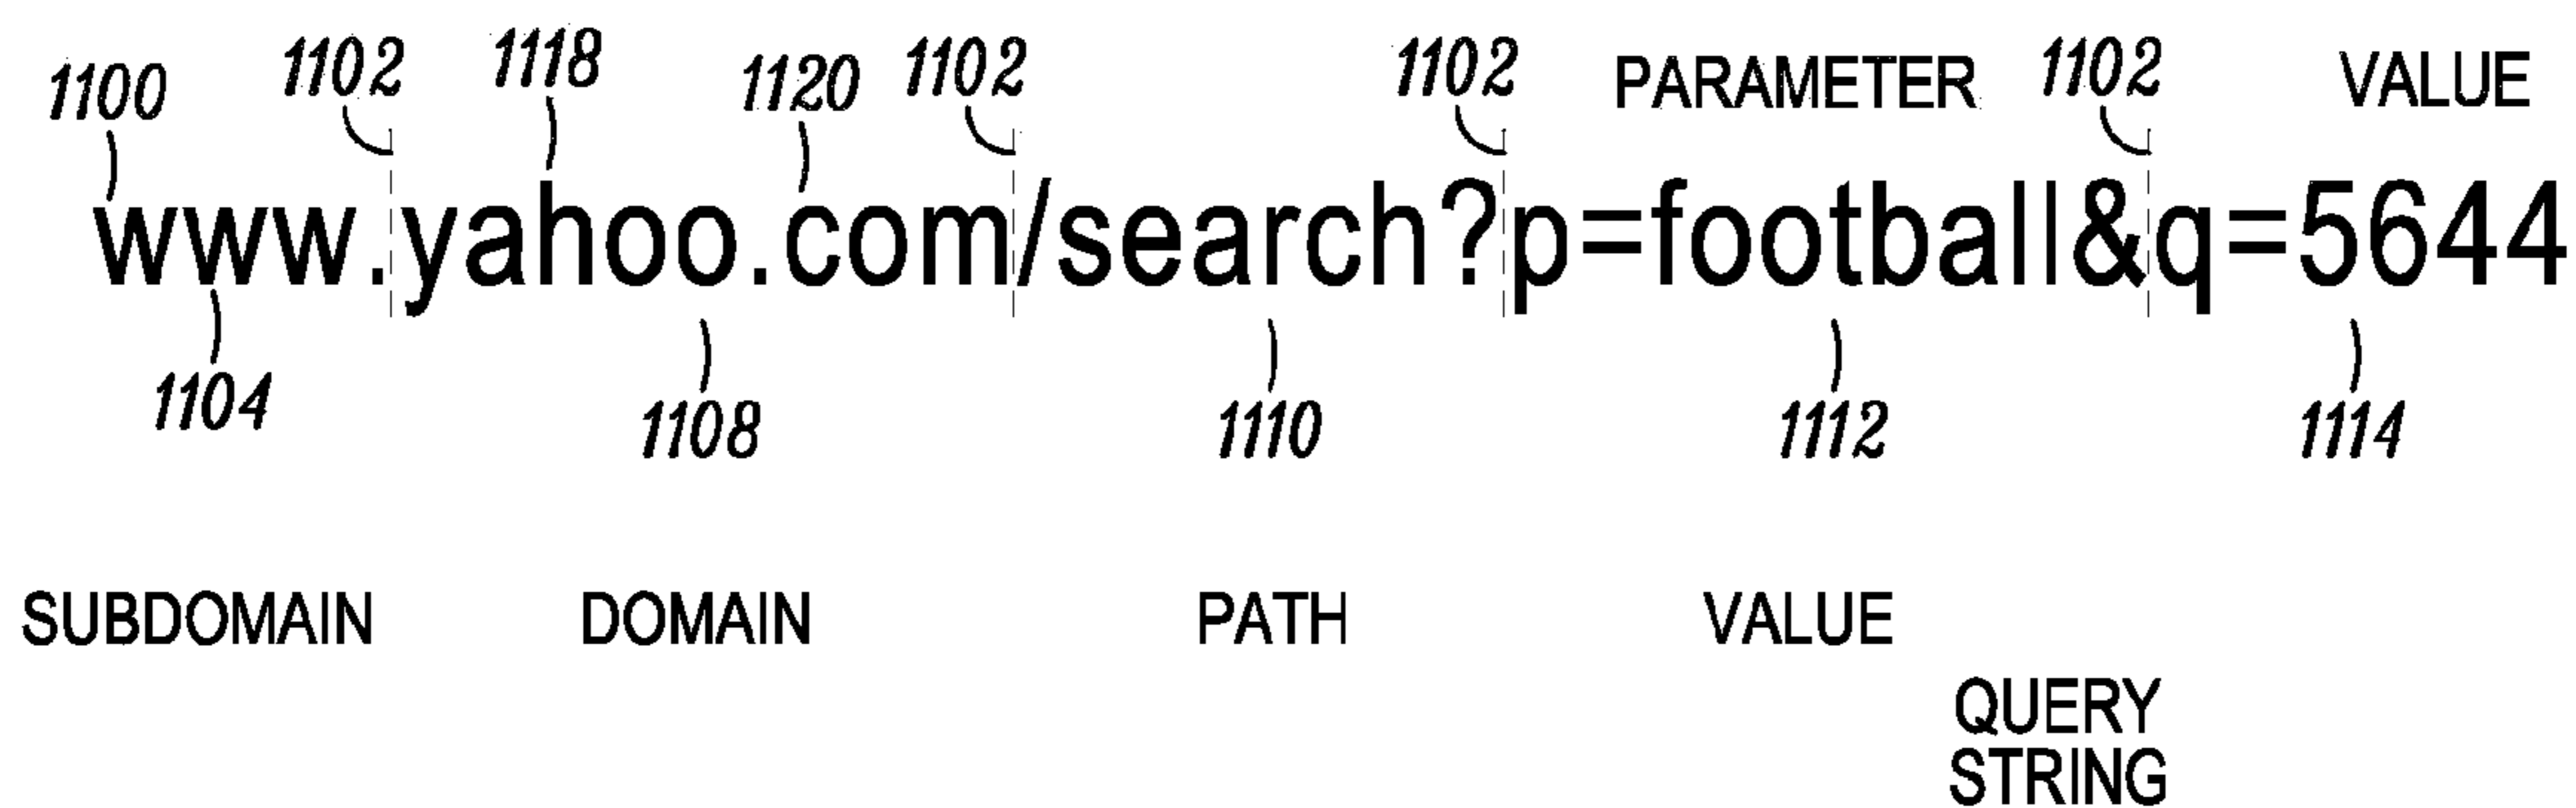 1100 1102 1118 1120 1102 1102 PARAMETER 1102 VALUE
www.yahoo.com/search?p=football&q=5644
1104 1108 1110 1112 1114
SUBDOMAIN DOMAIN PATH VALUE
QUERY
STRING